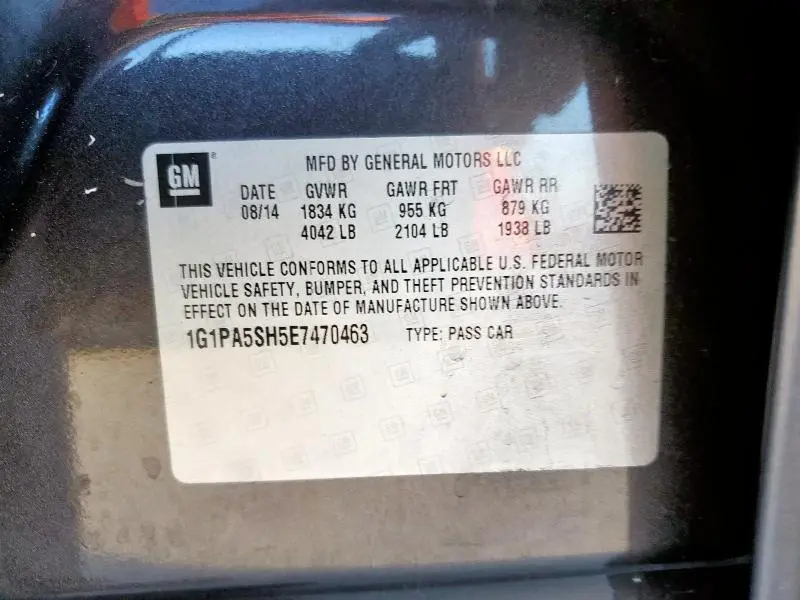 GM
MFD BY GENERAL MOTORS LLC
DATE GVWR GAWR FRT GAWR RR
08/14 1834 KG 955 KG 879 KG
4042 LB 2104 LB 1938 LB
THIS VEHICLE CONFORMS TO ALL APPLICABLE U.S. FEDERAL MOTOR
VEHICLE SAFETY, BUMPER, AND THEFT PREVENTION STANDARDS IN
EFFECT ON THE DATE OF MANUFACTURE SHOWN ABOVE.
1G1PA5SH5E7470463 TYPE: PASS CAR